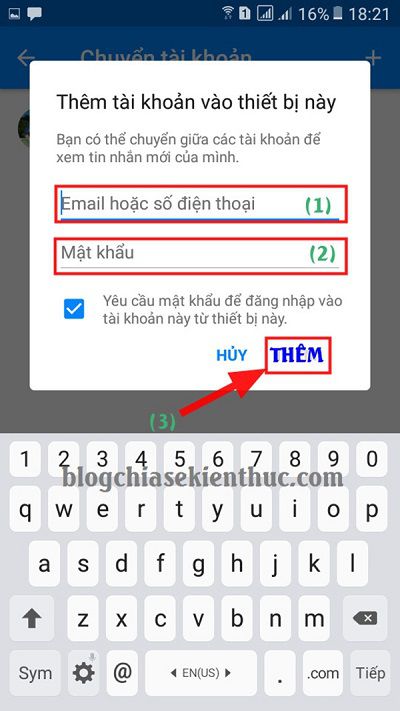 16% 18:21
Chuyển tài khoản
Thêm tài khoản vào thiết bị này
Bạn có thể chuyển giữa các tài khoản để
xem tin nhắn mới của mình.
Email hoặc số điện thoại (1)
Mật khẩu (2)
Yêu cầu mật khẩu để đăng nhập vào
tài khoản này từ thiết bị này.
HỦY THÊM
(3)
1 2 3 4 5 6 7 8 9 0
blogchiasekienthuc.com
q w e r t y u i o p
a s d f g h j k l
z x c v b n m
Sym @ EN(US) . .com Tiếp